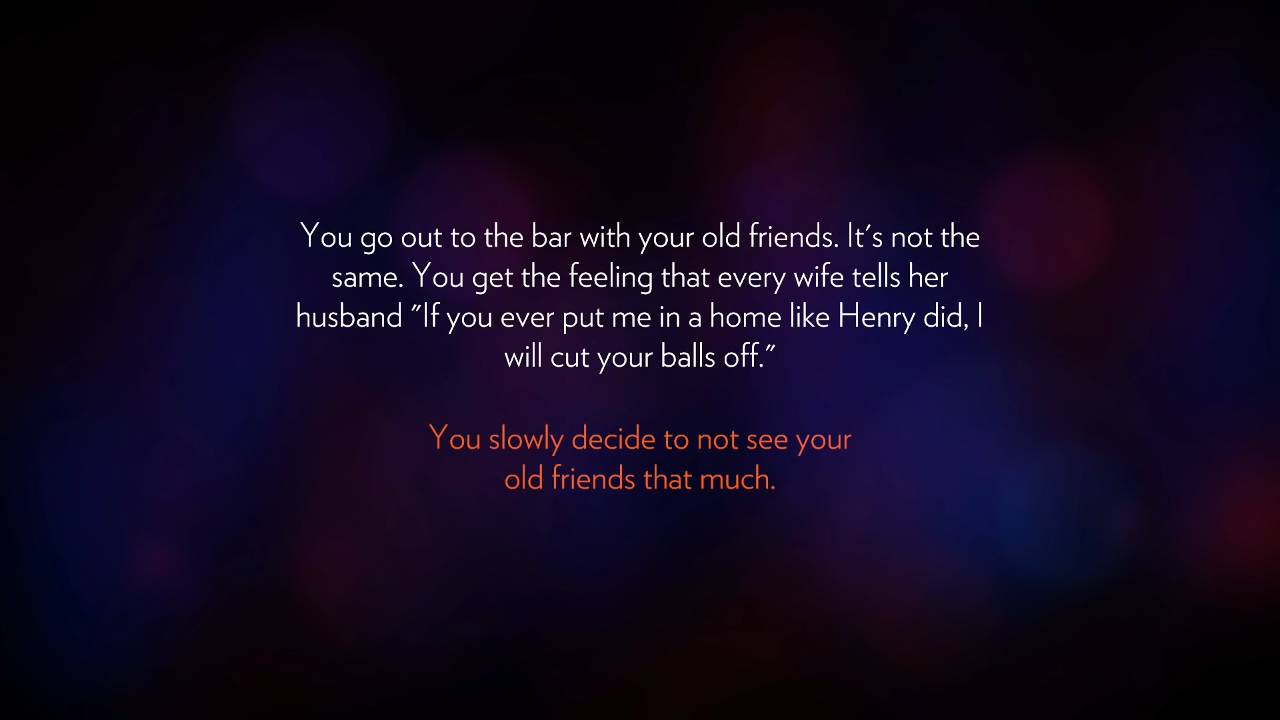 You go out to the bar with your old friends. It's not the
same. You get the feeling that every wife tells her
husband "If you ever put me in a home like Henry did, I
will cut your balls off."
You slowly decide to not see your
old friends that much.